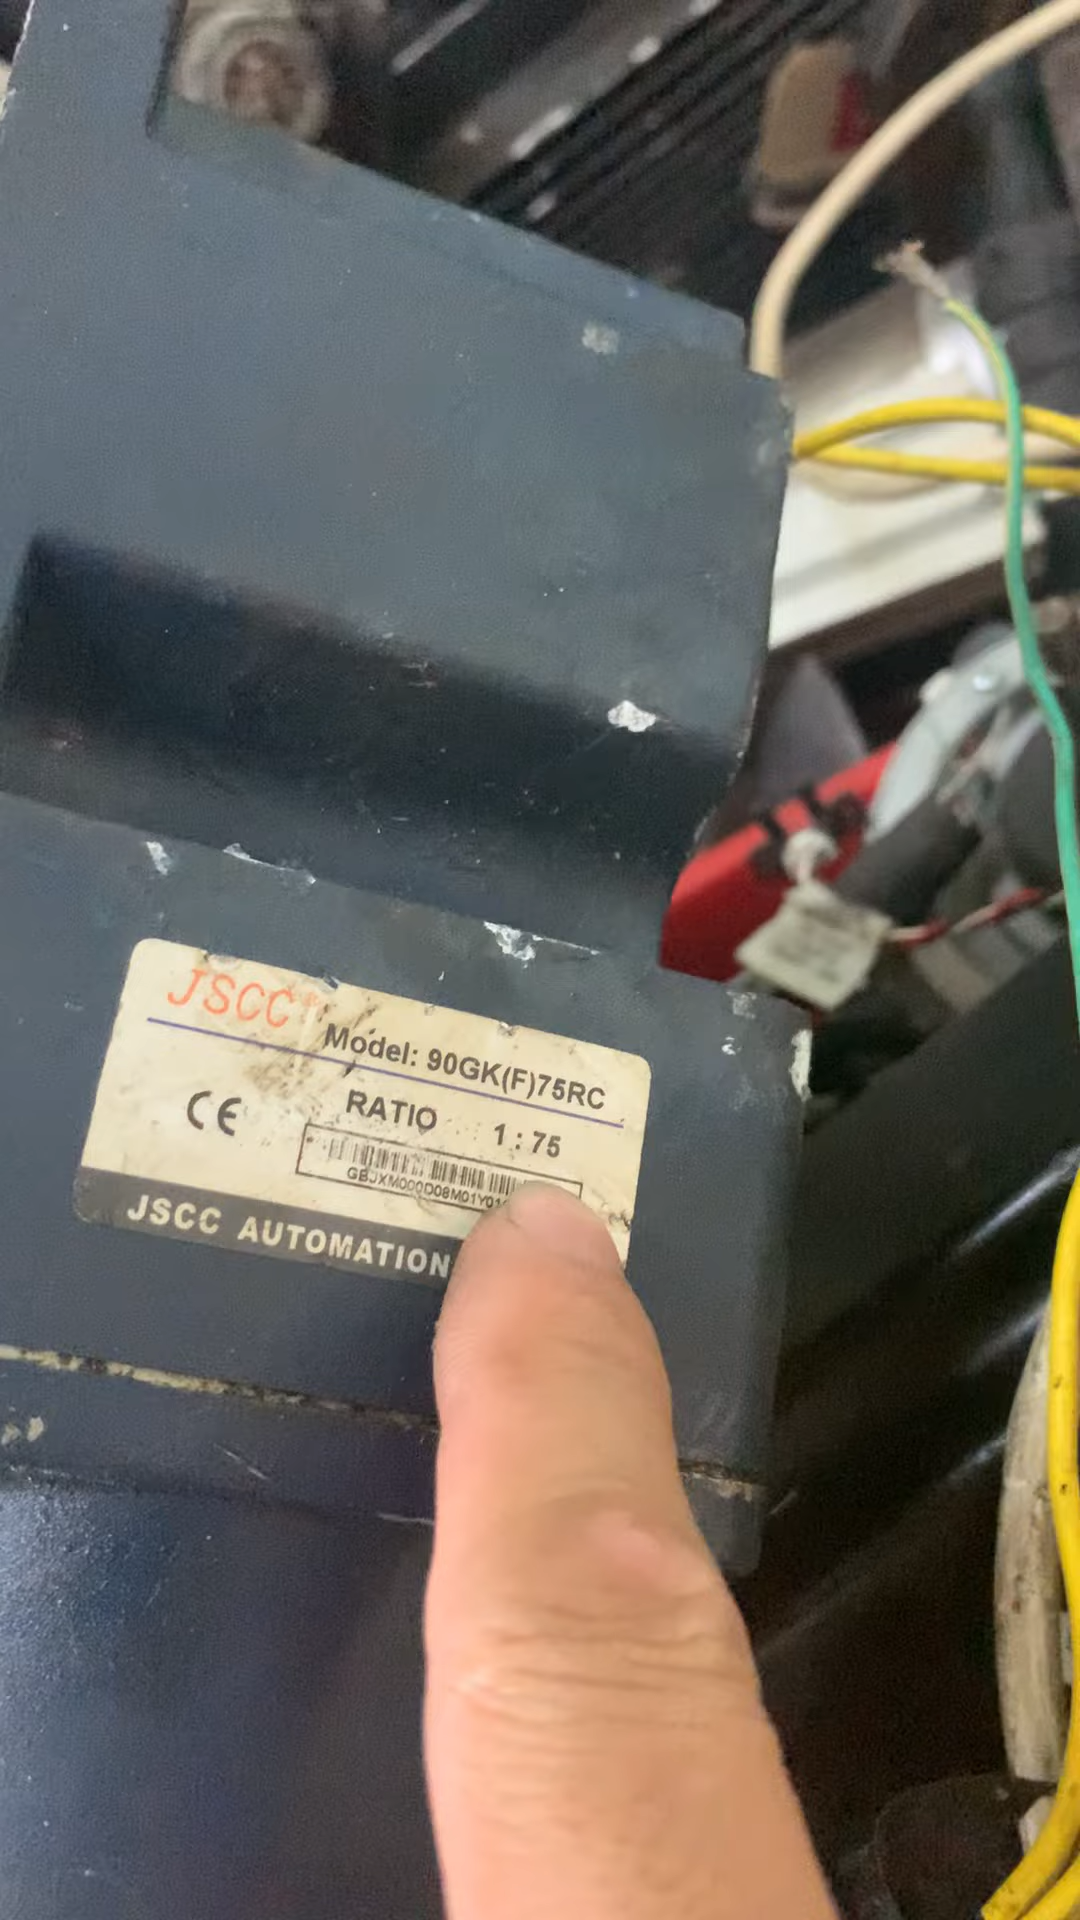 JSCC
Model: 90GK(F)75RC
CE
RATIO 1 : 75
JSCC AUTOMATION